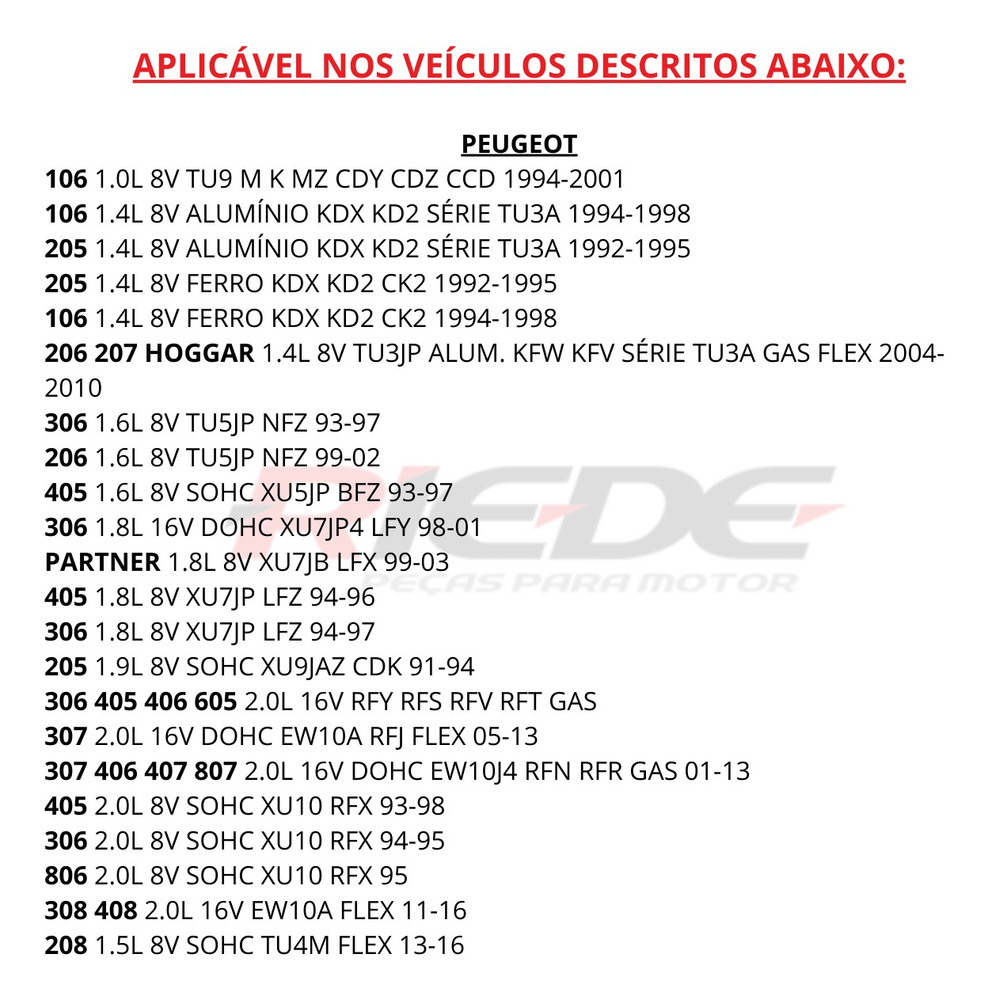 APLICÁVEL NOS VEÍCULOS DESCRITOS ABAIXO:
PEUGEOT
106 1.0L 8V TU9 M K MZ CDY CDZ CCD 1994-2001
106 1.4L 8V ALUMÍNIO KDX KD2 SÉRIE TU3A 1994-1998
205 1.4L 8V ALUMÍNIO KDX KD2 SÉRIE TU3A 1992-1995
205 1.4L 8V FERRO KDX KD2 CK2 1992-1995
106 1.4L 8V FERRO KDX KD2 CK2 1994-1998
206 207 HOGGAR 1.4L 8V TU3JP ALUM. KFW KFV SÉRIE TU3A GAS FLEX 2004-
2010
306 1.6L 8V TU5JP NFZ 93-97
206 1.6L 8V TU5JP NFZ 99-02
405 1.6L 8V SOHC XU5JP BFZ 93-97
306 1.8L 16V DOHC XU7JP4 LFY 98-01
PARTNER 1.8L 8V XU7JB LFX 99-03
405 1.8L 8V XU7JP LFZ 94-96
306 1.8L 8V XU7JP LFZ 94-97
205 1.9L 8V SOHC XU9JAZ CDK 91-94
306 405 406 605 2.0L 16V RFY RFS RFV RFT GAS
307 2.0L 16V DOHC EW10A RFJ FLEX 05-13
307 406 407 807 2.0L 16V DOHC EW10J4 RFN RFR GAS 01-13
405 2.0L 8V SOHC XU10 RFX 93-98
306 2.0L 8V SOHC XU10 RFX 94-95
806 2.0L 8V SOHC XU10 RFX 95
308 408 2.0L 16V EW10A FLEX 11-16
208 1.5L 8V SOHC TU4M FLEX 13-16
RIEDE
PEÇAS PARA MOTOR